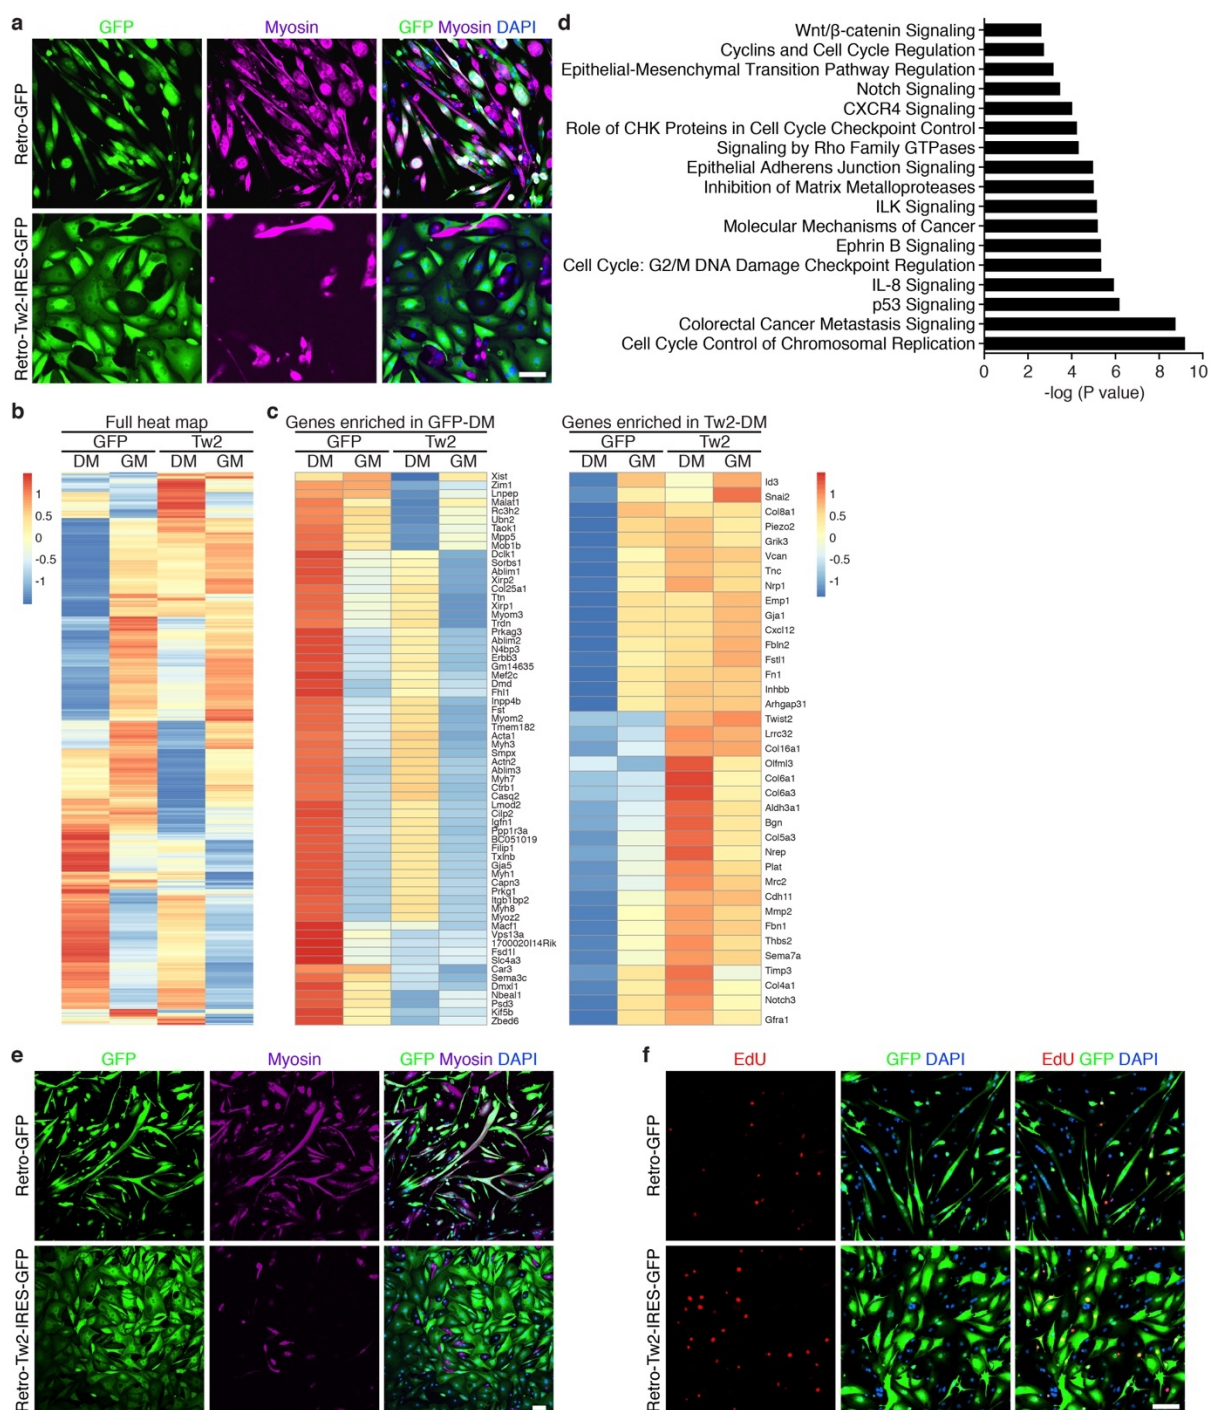 a
GFP
Myosin
GFP Myosin DAPI
Retro-GFP
Retro-Tw2-IRES-GFP
d
Wnt/β-catenin Signaling
Cyclins and Cell Cycle Regulation
Epithelial-Mesenchymal Transition Pathway Regulation
Notch Signaling
CXCR4 Signaling
Role of CHK Proteins in Cell Cycle Checkpoint Control
Signaling by Rho Family GTPases
Epithelial Adherens Junction Signaling
Inhibition of Matrix Metalloproteases
ILK Signaling
Molecular Mechanisms of Cancer
Ephrin B Signaling
Cell Cycle: G2/M DNA Damage Checkpoint Regulation
IL-8 Signaling
p53 Signaling
Colorectal Cancer Metastasis Signaling
Cell Cycle Control of Chromosomal Replication
0 2 4 6 8 10
-log (P value)
b
Full heat map
GFP Tw2
DM GM DM GM
1
0.5
0
-0.5
-1
c
Genes enriched in GFP-DM
GFP Tw2
DM GM DM GM
Xist
Zim1
Lnpep
Malat1
Rc3h2
Ubn2
Taok1
Mpp5
Mob1b
Dclk1
Sorbs1
Ablim1
Xirp2
Col25a1
Ttn
Xirp1
Myom3
Trdn
Prkag3
Ablim2
N4bp3
Erbb3
Gm14635
Mef2c
Dmd
Fhl1
Inpp4b
Fst
Myom2
Tmem182
Acta1
Myh3
Smpx
Actn2
Ablim3
Myh7
Ctrb1
Casq2
Lmod2
Cilp2
Igfn1
Ppp1r3a
BC051019
Filip1
Txlnb
Gja5
Myh1
Capn3
Prkg1
Itgb1bp2
Myh8
Myoz2
Macf1
Vps13a
1700020I14Rik
Fsd1l
Slc4a3
Car3
Sema3c
Dmxl1
Nbeal1
Psd3
Kif5b
Zbed6
Genes enriched in Tw2-DM
GFP Tw2
DM GM DM GM
Id3
Snai2
Col8a1
Piezo2
Grik3
Vcan
Tnc
Nrp1
Emp1
Gja1
Cxcl12
Fbln2
Fstl1
Fn1
Inhbb
Arhgap31
Twist2
Lrrc32
Col16a1
Olfml3
Col6a1
Col6a3
Aldh3a1
Bgn
Col5a3
Nrep
Plat
Mrc2
Cdh11
Mmp2
Fbn1
Thbs2
Sema7a
Timp3
Col4a1
Notch3
Gfra1
1
0.5
0
-0.5
-1
e
GFP
Myosin
GFP Myosin DAPI
Retro-GFP
Retro-Tw2-IRES-GFP
f
EdU
GFP DAPI
EdU GFP DAPI
Retro-GFP
Retro-Tw2-IRES-GFP